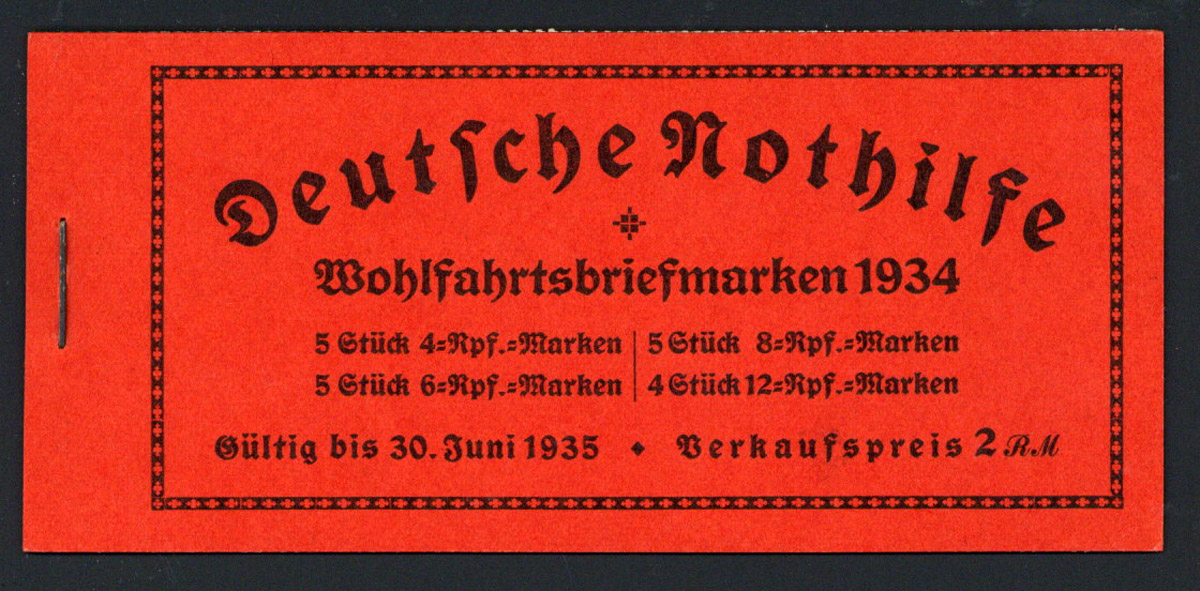 Deutſche Nothilfe
Wohlfahrtsbriefmarken 1934
5 Stück 4=Rpf.=Marken | 5 Stück 8=Rpf.=Marken
5 Stück 6=Rpf.=Marken | 4 Stück 12=Rpf.=Marken
Gültig bis 30. Juni 1935 ⬥ Verkaufspreis 2 RM